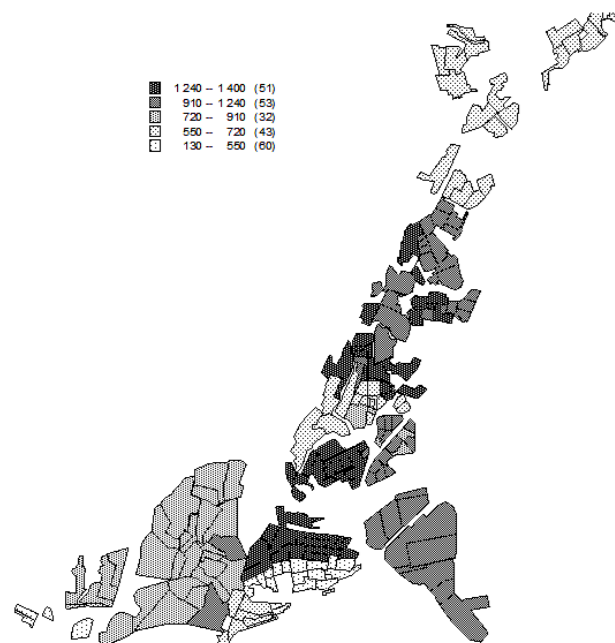 1 240 – 1 400 (51)
910 – 1 240 (53)
720 – 910 (32)
550 – 720 (43)
130 – 550 (60)